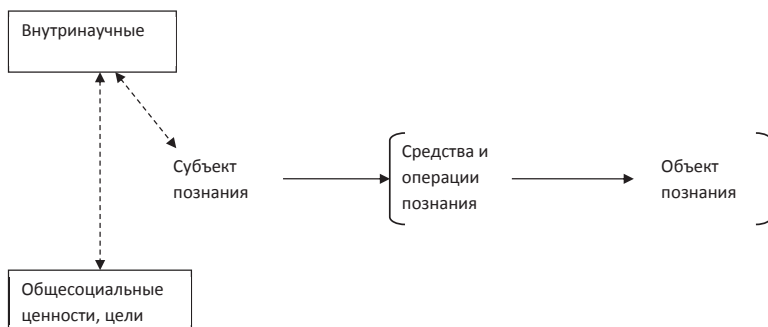 Внутринаучные
Субъект
познания
Средства и
операции
познания
Объект
познания
Общесоциальные
ценности, цели